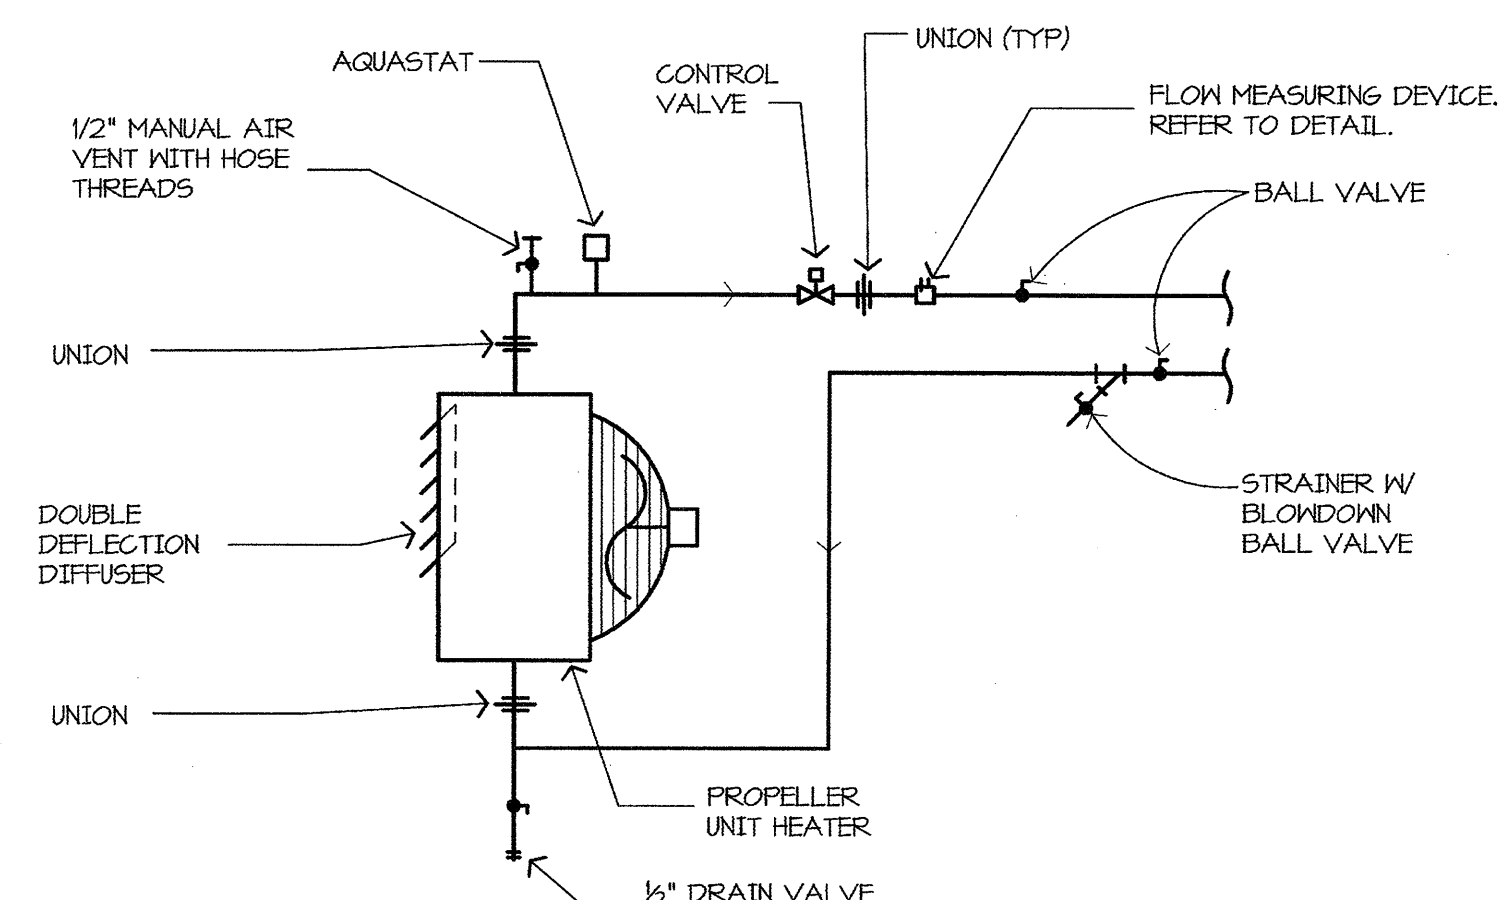 UNION (TYP)
AQUASTAT
CONTROL
VALVE
FLOW MEASURING DEVICE.
REFER TO DETAIL.
1/2" MANUAL AIR
VENT WITH HOSE
THREADS
BALL VALVE
UNION
STRAINER W/
BLOWDOWN
BALL VALVE
DOUBLE
DEFLECTION
DIFFUSER
UNION
PROPELLER
UNIT HEATER
1/2" DRAIN VALVE